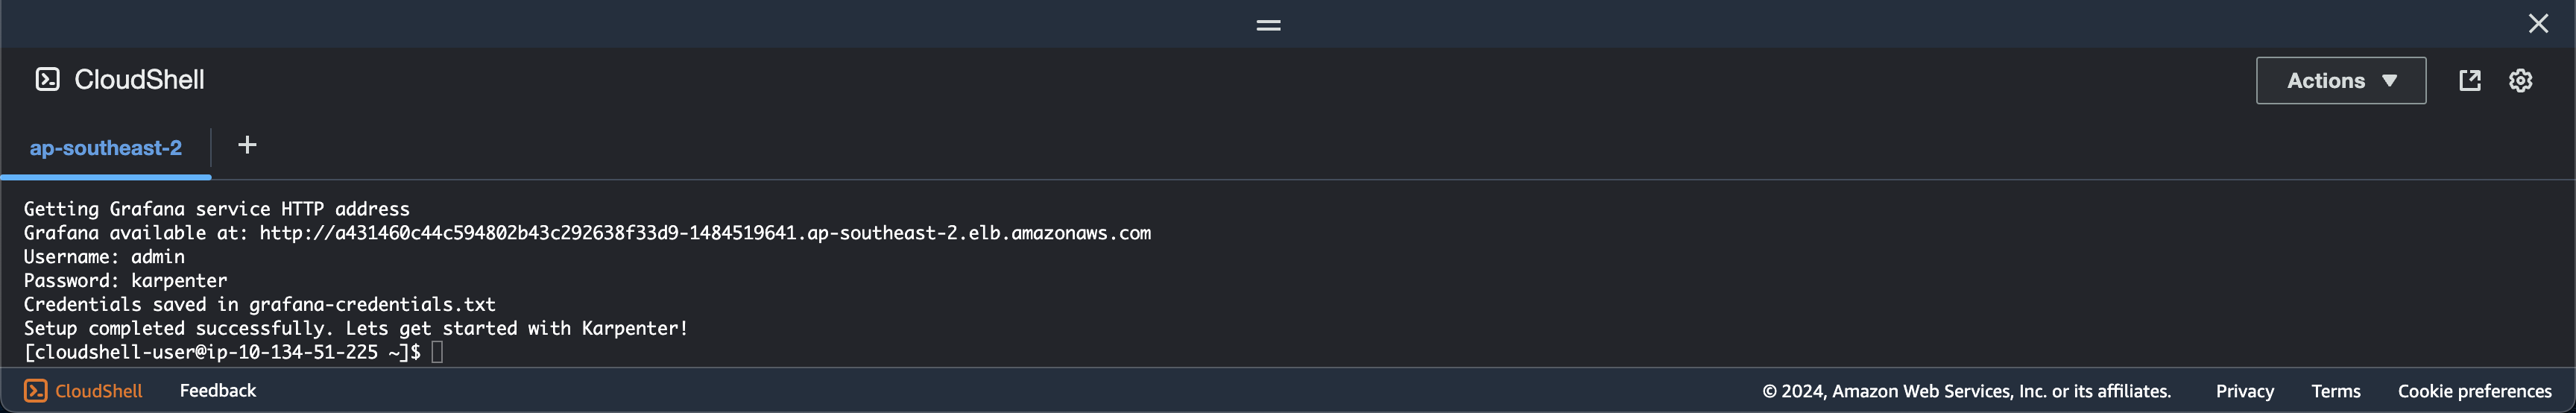 CloudShell
Actions
ap-southeast-2
Getting Grafana service HTTP address
Grafana available at: http://a431460c44c594802b43c292638f33d9-1484519641.ap-southeast-2.elb.amazonaws.com
Username: admin
Password: karpenter
Credentials saved in grafana-credentials.txt
Setup completed successfully. Lets get started with Karpenter!
[cloudshell-user@ip-10-134-51-225 ~]$
CloudShell Feedback © 2024, Amazon Web Services, Inc. or its affiliates. Privacy Terms Cookie preferences